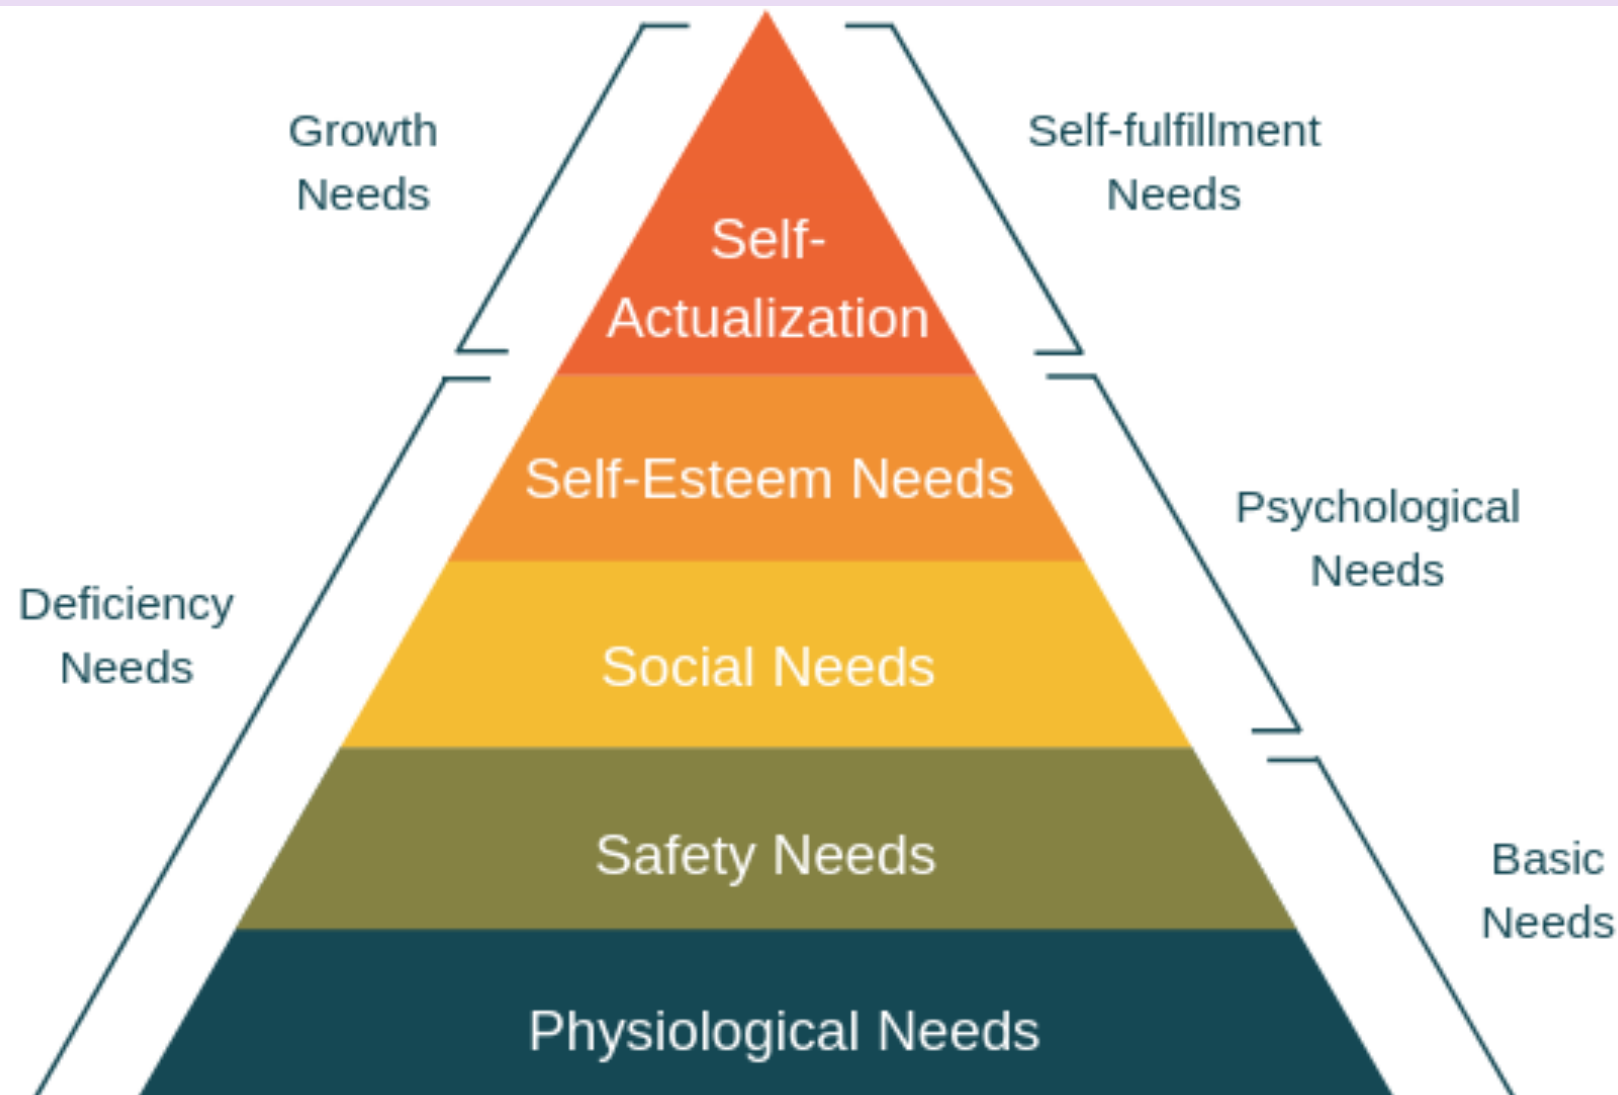 Growth
Needs
Self-fulfillment
Needs
Self-
Actualization
Self-Esteem Needs
Psychological
Needs
Deficiency
Needs
Social Needs
Safety Needs
Basic
Needs
Physiological Needs